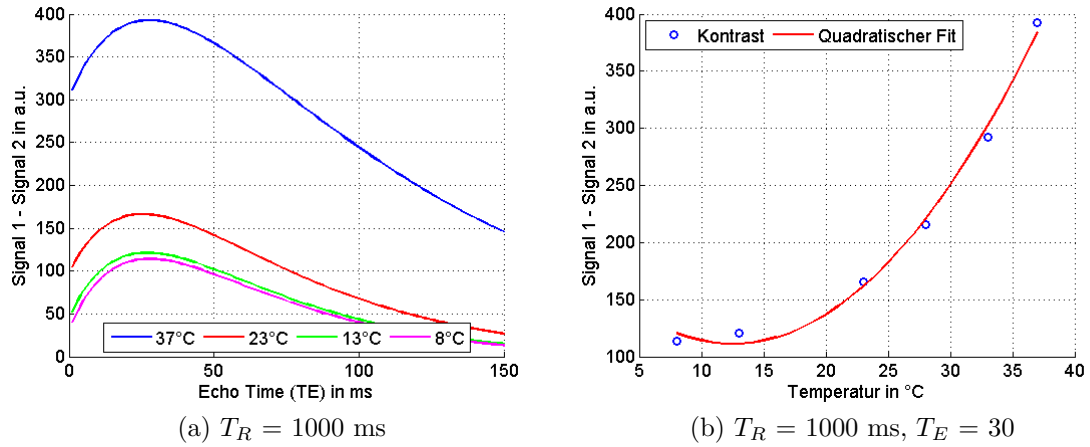 Signal 1 - Signal 2 in a.u.
400
350
300
250
200
150
100
50
0
37°C 23°C 13°C 8°C
0 50 100 150
Echo Time (TE) in ms
(a) T_R = 1000 ms
Signal 1 - Signal 2 in a.u.
400
350
300
250
200
150
100
Kontrast Quadratischer Fit
5 10 15 20 25 30 35 40
Temperatur in °C
(b) T_R = 1000 ms, T_E = 30